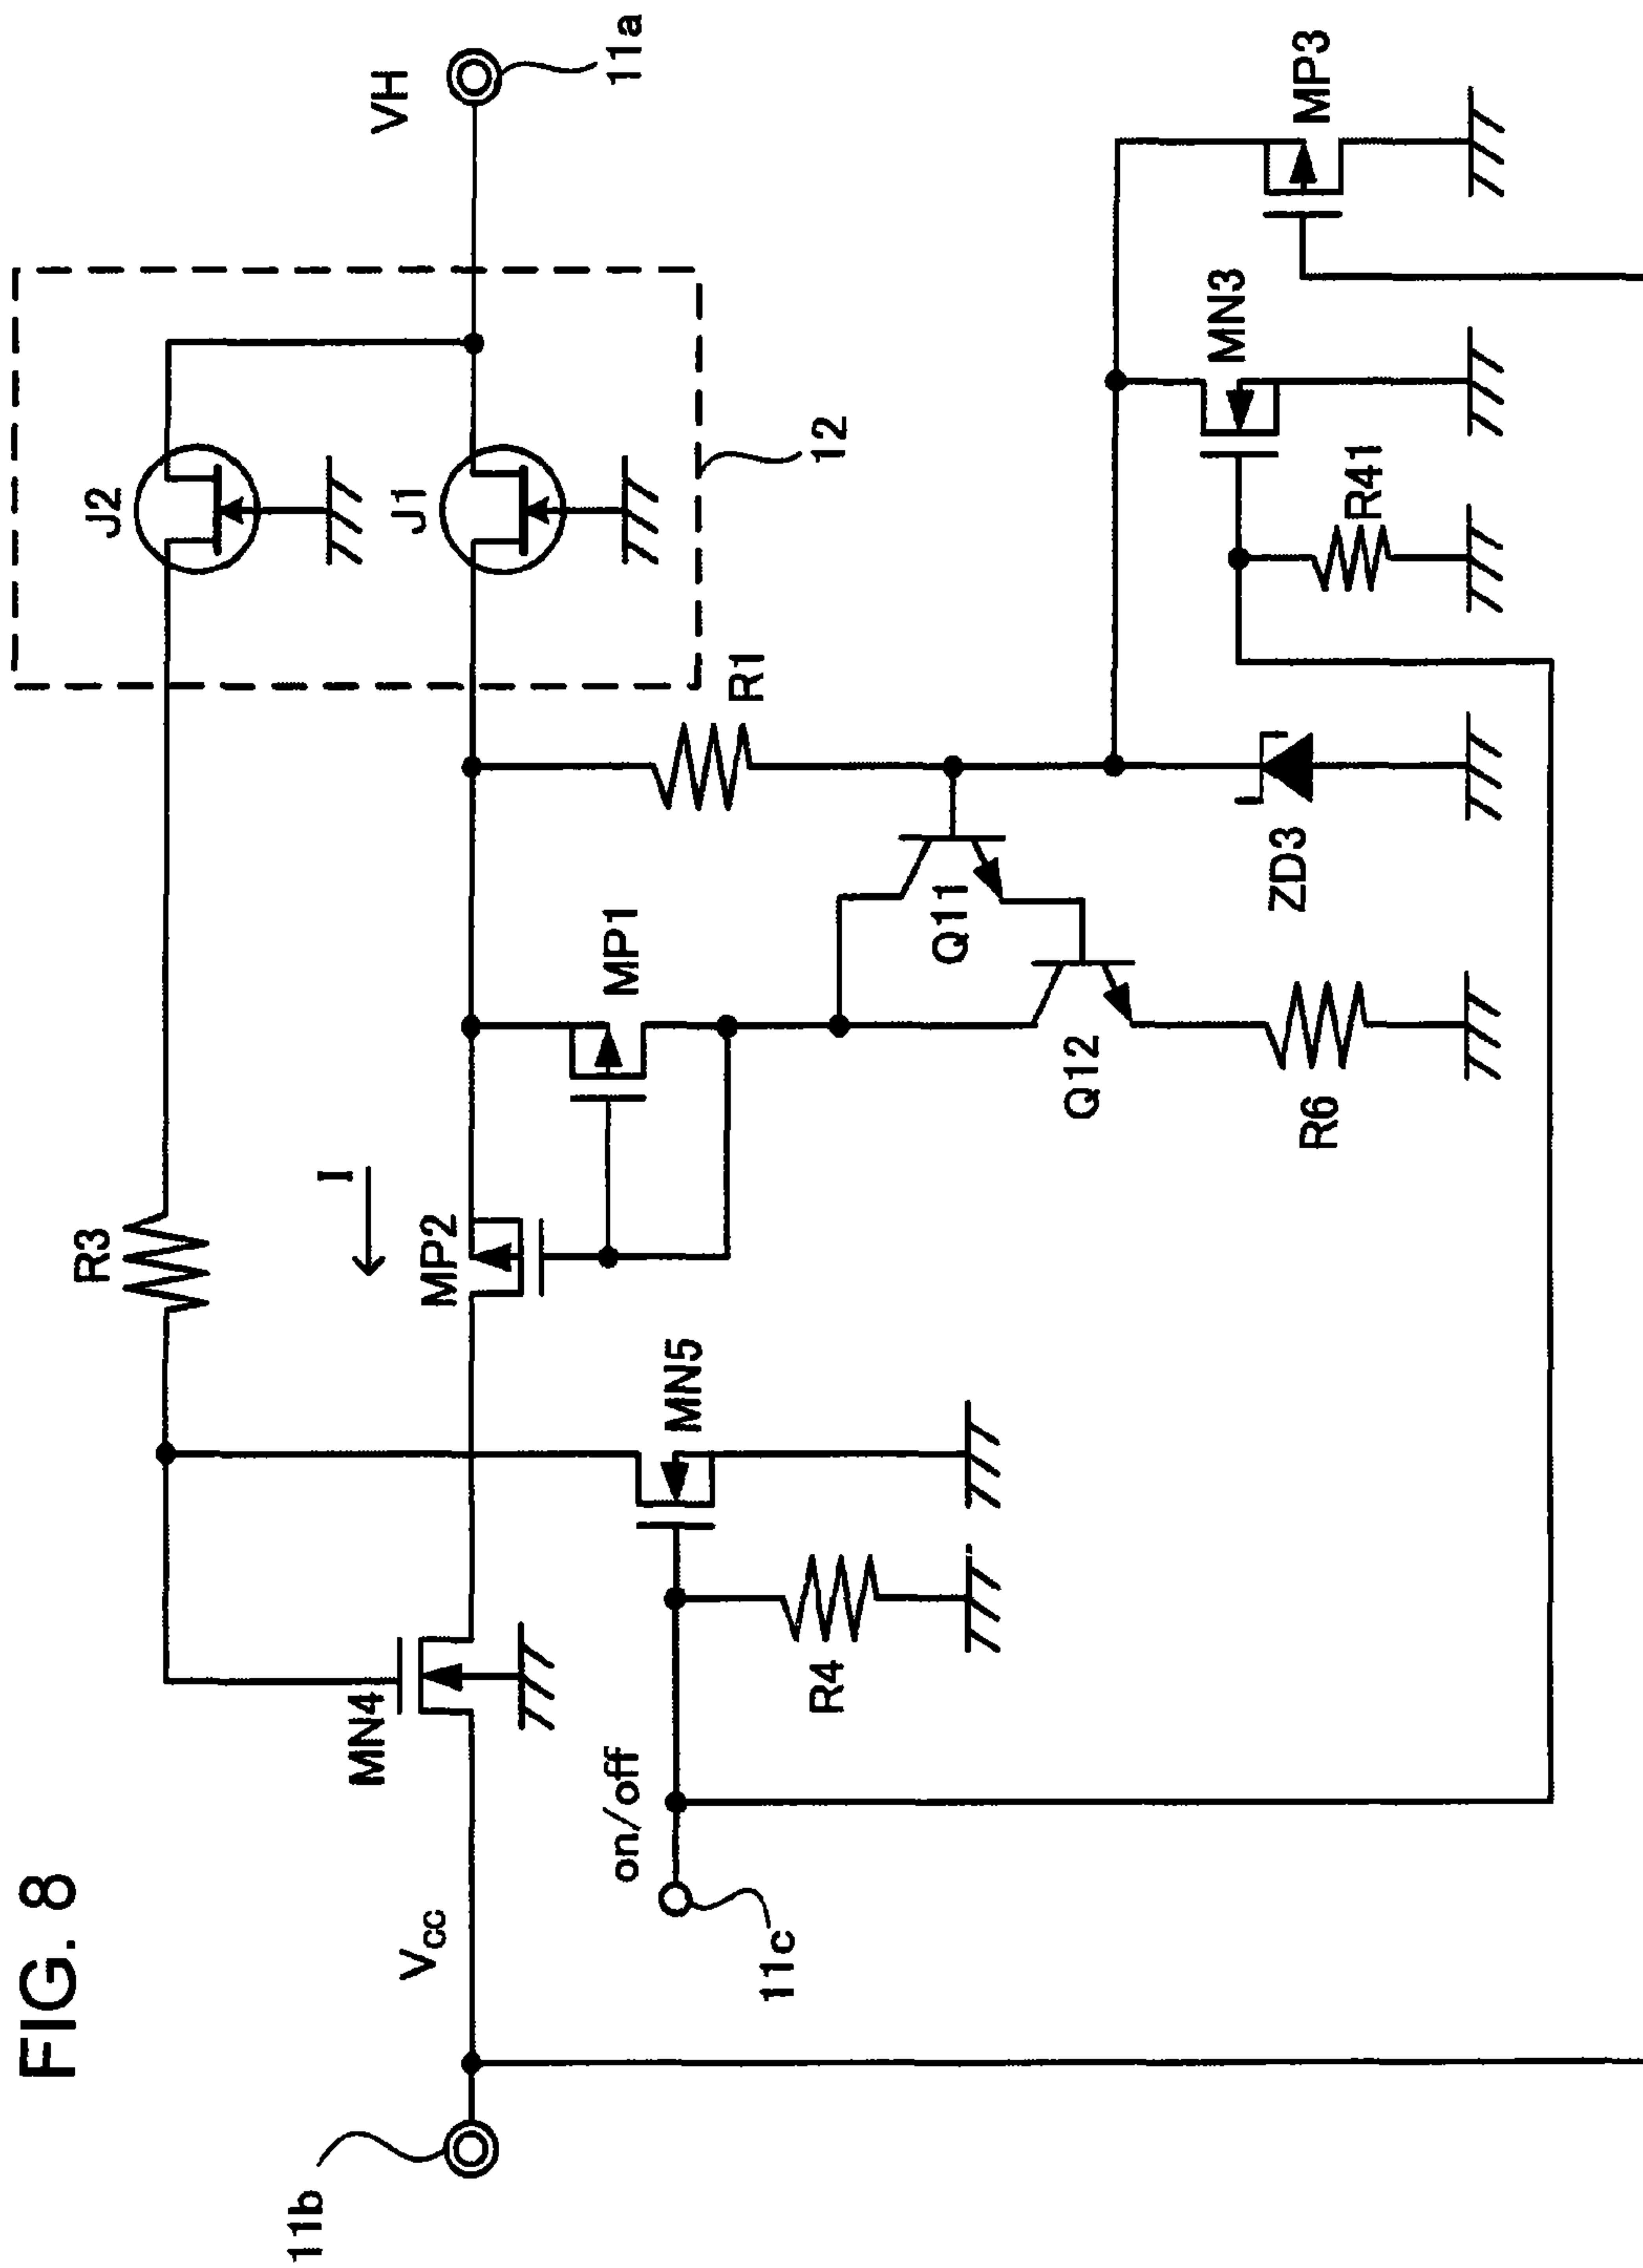 FIG. 8
J2
J1
VH
11a
12
R3
I
MP2
MP1
R1
Q11
Q12
R6
ZD3
MN3
R41
MP3
MN4
MN5
R4
VCC
on/off
11b
11c